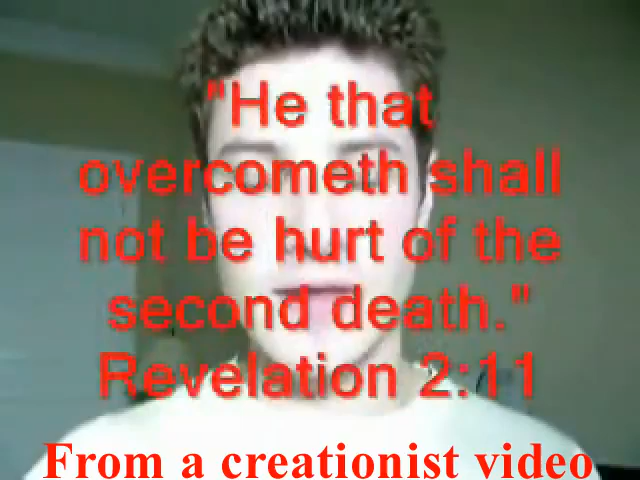 "He that
overcometh shall
not be hurt of the
second death."
Revelation 2:11
From a creationist video